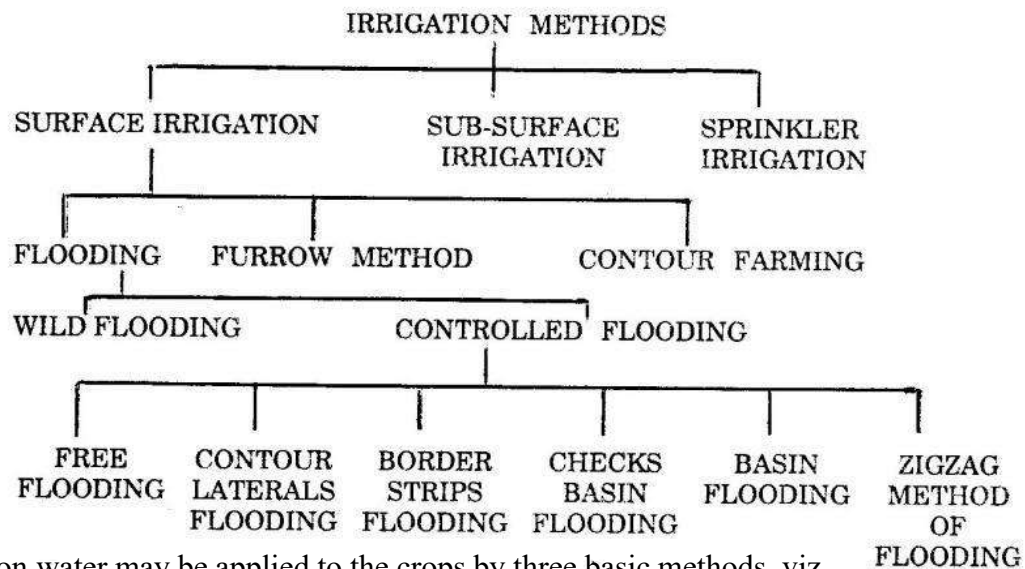 IRRIGATION METHODS
SURFACE IRRIGATION
SUB-SURFACE
IRRIGATION
SPRINKLER
IRRIGATION
FLOODING
FURROW METHOD
CONTOUR FARMING
WILD FLOODING
CONTROLLED FLOODING
FREE
FLOODING
CONTOUR
LATERALS
FLOODING
BORDER
STRIPS
FLOODING
CHECKS
BASIN
FLOODING
BASIN
FLOODING
ZIGZAG
METHOD
OF
FLOODING
on water may be applied to the crops by three basic methods, viz